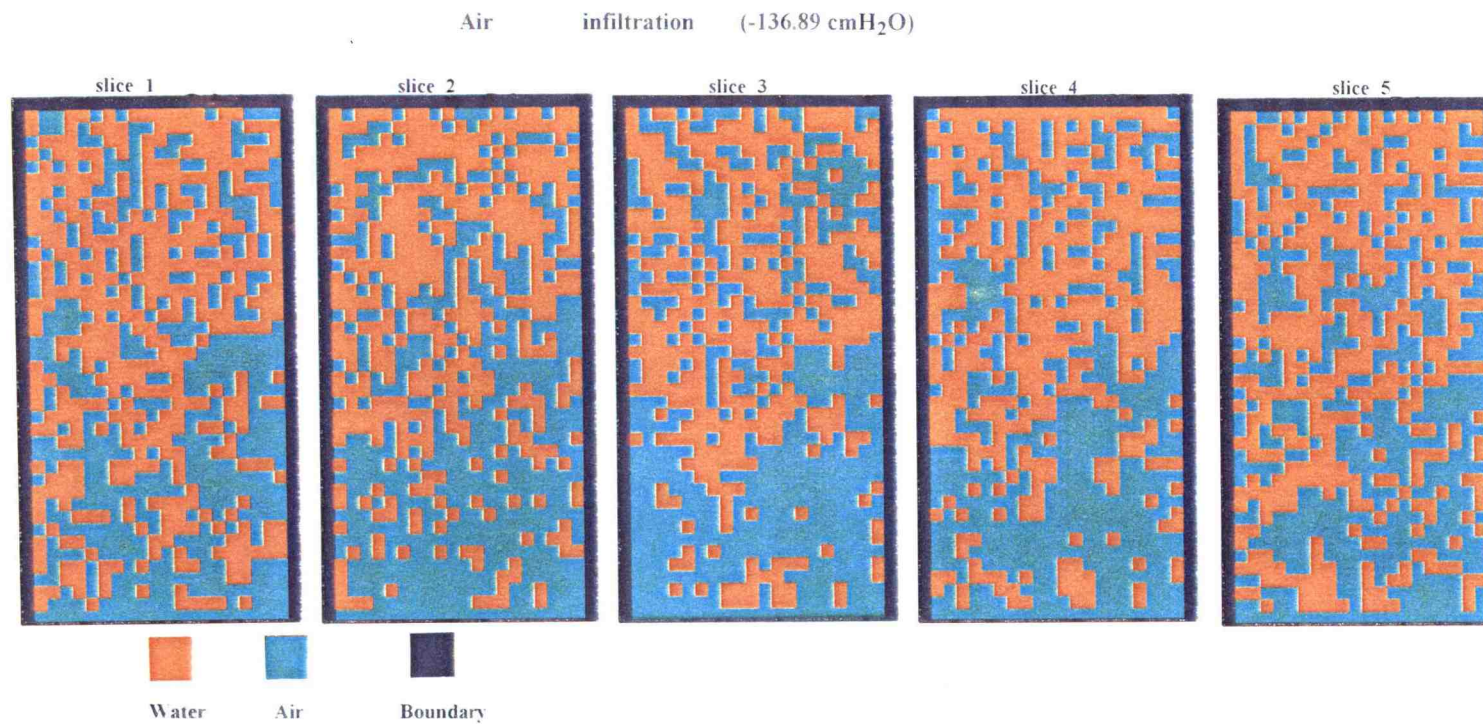 Air infiltration (-136.89 cmH2O)
slice 1 slice 2 slice 3 slice 4 slice 5
Water Air Boundary